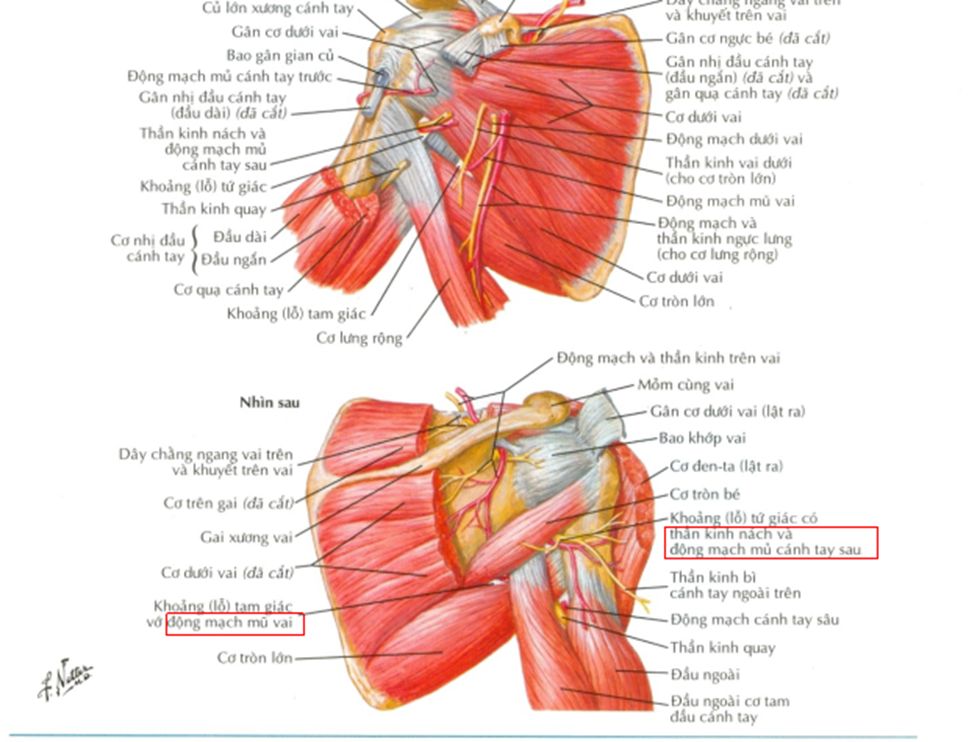 Củ lớn xương cánh tay
Gân cơ dưới vai
Bao gân gian củ
Động mạch mủ cánh tay trước
Gân nhị đầu cánh tay
(đầu dài) (đã cắt)
Thần kinh nách và
động mạch mủ
cánh tay sau
Khoảng (lỗ) tứ giác
Thần kinh quay
Cơ nhị đầu
cánh tay
Đầu dài
Đầu ngắn
Cơ quạ cánh tay
Khoảng (lỗ) tam giác
Cơ lưng rộng
Dây chằng ngang vai trên
và khuyết trên vai
Gân cơ ngực bé (đã cắt)
Gân nhị đầu cánh tay
(đầu ngắn) (đã cắt) và
gân quạ cánh tay (đã cắt)
Cơ dưới vai
Động mạch dưới vai
Thần kinh vai dưới
(cho cơ tròn lớn)
Động mạch mũ vai
Động mạch và
thần kinh ngực lưng
(cho cơ lưng rộng)
Cơ dưới vai
Cơ tròn lớn
Nhìn sau
Dây chằng ngang vai trên
và khuyết trên vai
Cơ trên gai (đã cắt)
Gai xương vai
Cơ dưới vai (đã cắt)
Khoảng (lỗ) tam giác
vớ động mạch mũ vai
Cơ tròn lớn
Động mạch và thần kinh trên vai
Mỏm cùng vai
Gân cơ dưới vai (lật ra)
Bao khớp vai
Cơ đen-ta (lật ra)
Cơ tròn bé
Khoảng (lỗ) tứ giác có
thần kinh nách và
động mạch mủ cánh tay sau
Thần kinh bì
cánh tay ngoài trên
Động mạch cánh tay sâu
Thần kinh quay
Đầu ngoài
Đầu ngoài cơ tam
đầu cánh tay
F. Netter
M.D.